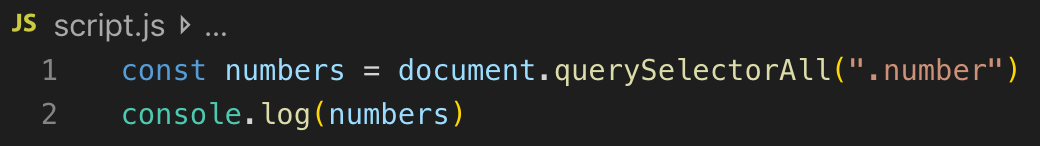 JS script.js > ...
1 const numbers = document.querySelectorAll(".number")
2 console.log(numbers)